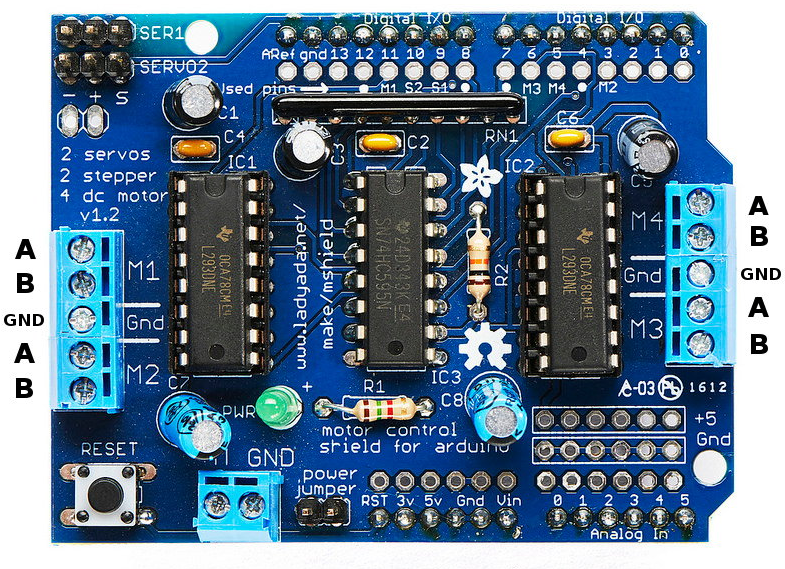 Digital I/O
Digital I/O
SER1
SERVO2
ARef gnd 13 12 11 10 9 8
7 6 5 4 3 2 1 0
Used pins
M1 S2 S1
M3 M4 M2
- + S
C1
C4
C3
C2
RN1
C6
C5
IC1
IC2
2 servos
2 stepper
4 dc motor
v1.2
L293DNE
SN74HC595N
L293DNE
www.ladyada.net/
make/mshield
R2
A
B
GND
A
B
M1
Gnd
M2
M4
Gnd
M3
A
B
GND
A
B
C7
PWR
+
R1
IC3
C8
1612
motor control
shield for arduino
+5
Gnd
RESET
GND
power
jumper
RST 3v 5v Gnd Vin
0 1 2 3 4 5
Analog In